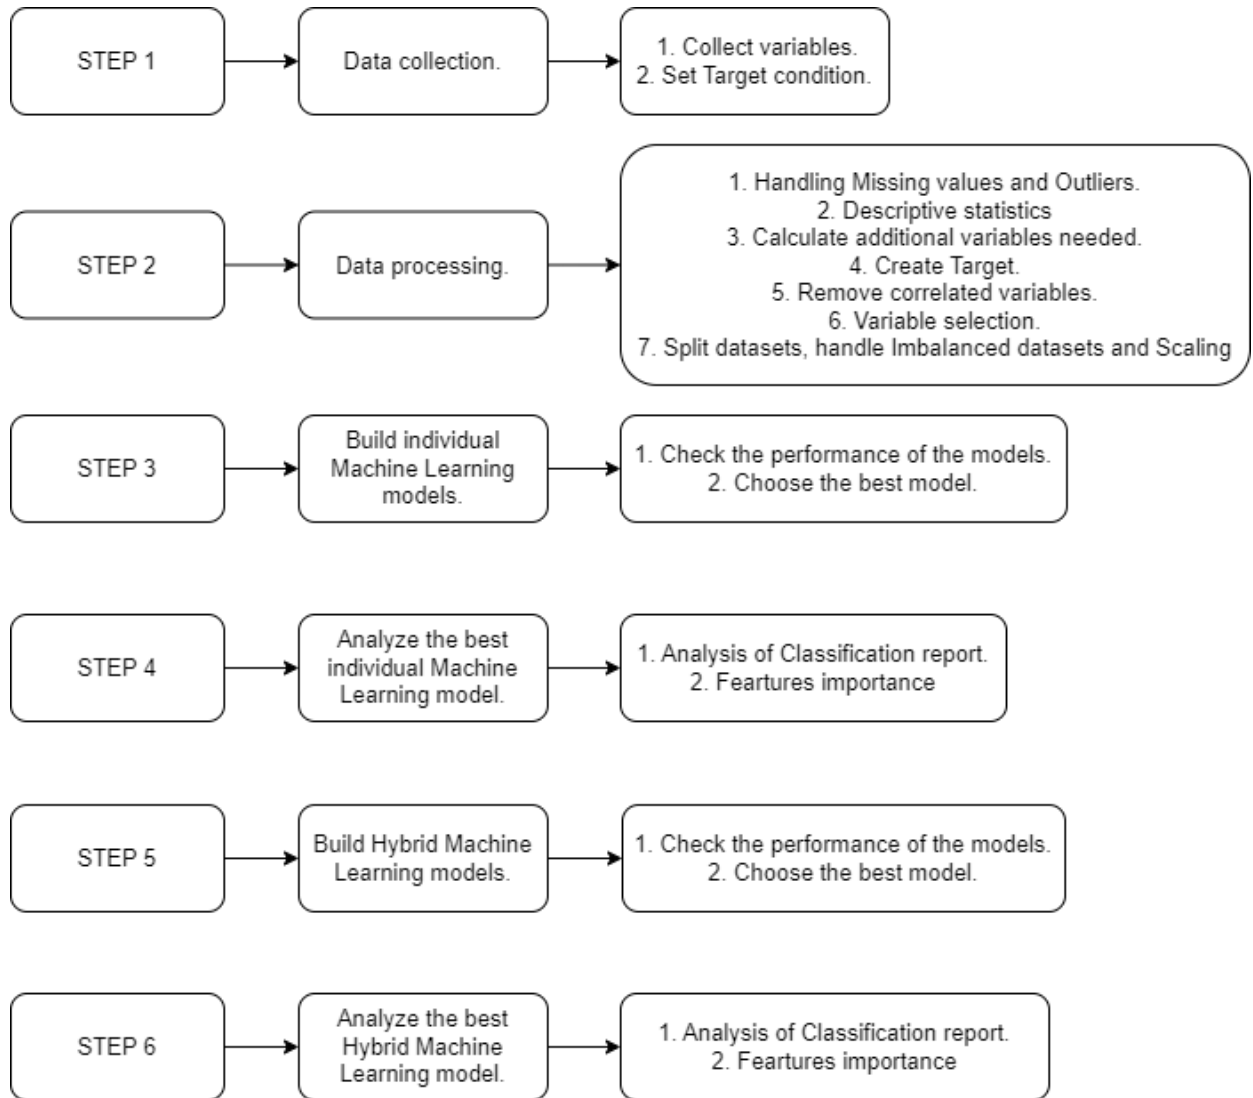 STEP 1
Data collection.
1. Collect variables.
2. Set Target condition.
STEP 2
Data processing.
1. Handling Missing values and Outliers.
2. Descriptive statistics
3. Calculate additional variables needed.
4. Create Target.
5. Remove correlated variables.
6. Variable selection.
7. Split datasets, handle Imbalanced datasets and Scaling
STEP 3
Build individual
Machine Learning
models.
1. Check the performance of the models.
2. Choose the best model.
STEP 4
Analyze the best
individual Machine
Learning model.
1. Analysis of Classification report.
2. Feartures importance
STEP 5
Build Hybrid Machine
Learning models.
1. Check the performance of the models.
2. Choose the best model.
STEP 6
Analyze the best
Hybrid Machine
Learning model.
1. Analysis of Classification report.
2. Feartures importance